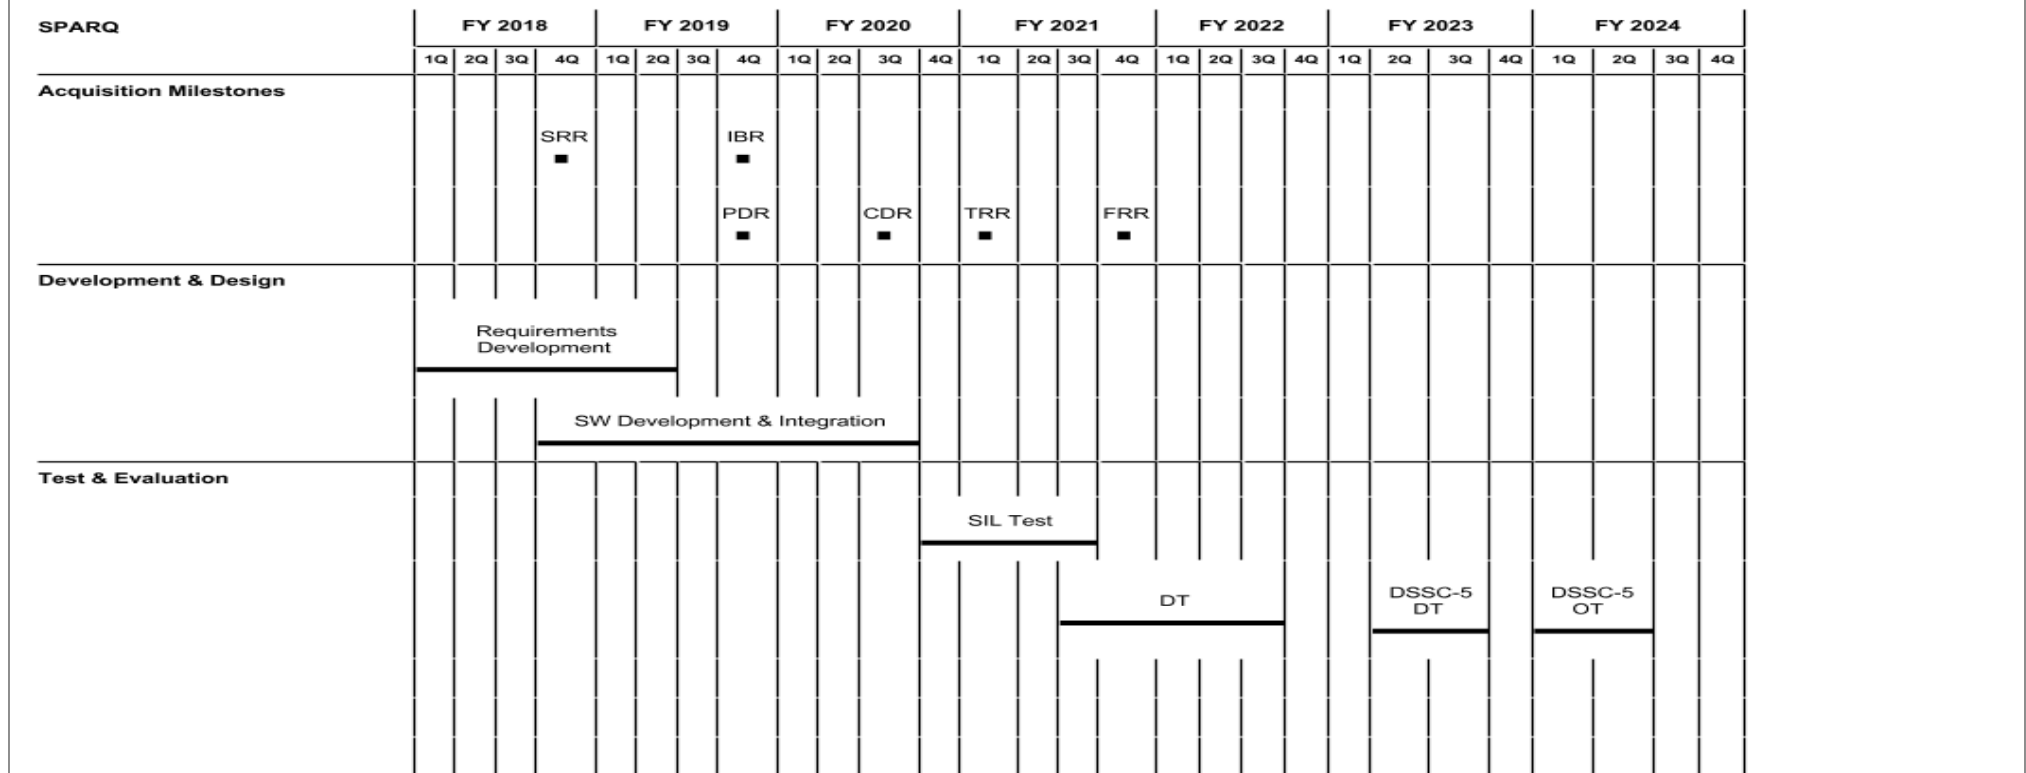 SPARQ FY 2018 FY 2019 FY 2020 FY 2021 FY 2022 FY 2023 FY 2024
1Q 2Q 3Q 4Q 1Q 2Q 3Q 4Q 1Q 2Q 3Q 4Q 1Q 2Q 3Q 4Q 1Q 2Q 3Q 4Q 1Q 2Q 3Q 4Q 1Q 2Q 3Q 4Q
Acquisition Milestones
SRR IBR
PDR CDR TRR FRR
Development & Design
Requirements
Development
SW Development & Integration
Test & Evaluation
SIL Test
DT
DSSC-5
DT
DSSC-5
OT